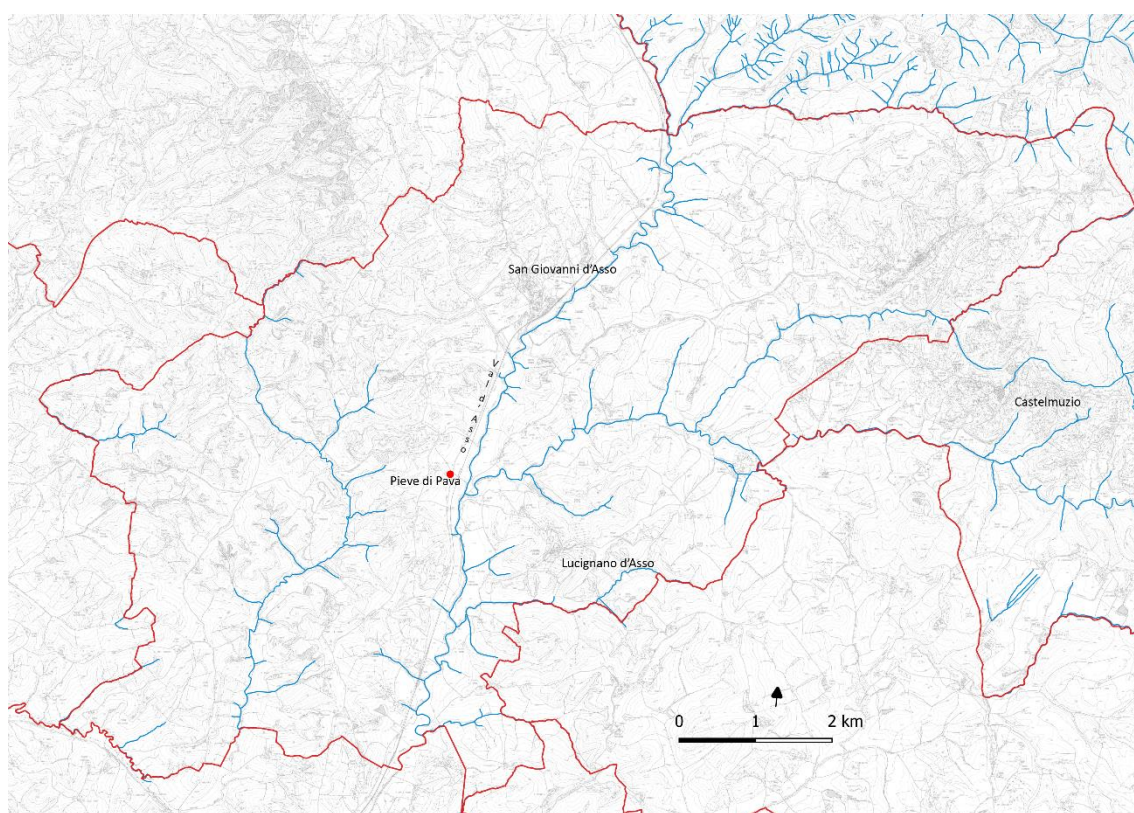 San Giovanni d'Asso
Val d'Asso
Castelmuzio
Pieve di Pava
Lucignano d'Asso
0 1 2 km